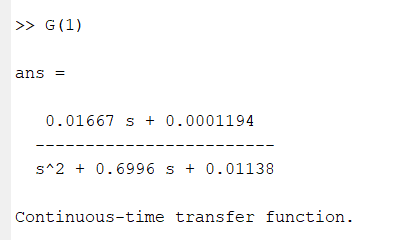 >> G(1)
ans =
0.01667 s + 0.0001194
------------------------
s^2 + 0.6996 s + 0.01138
Continuous-time transfer function.